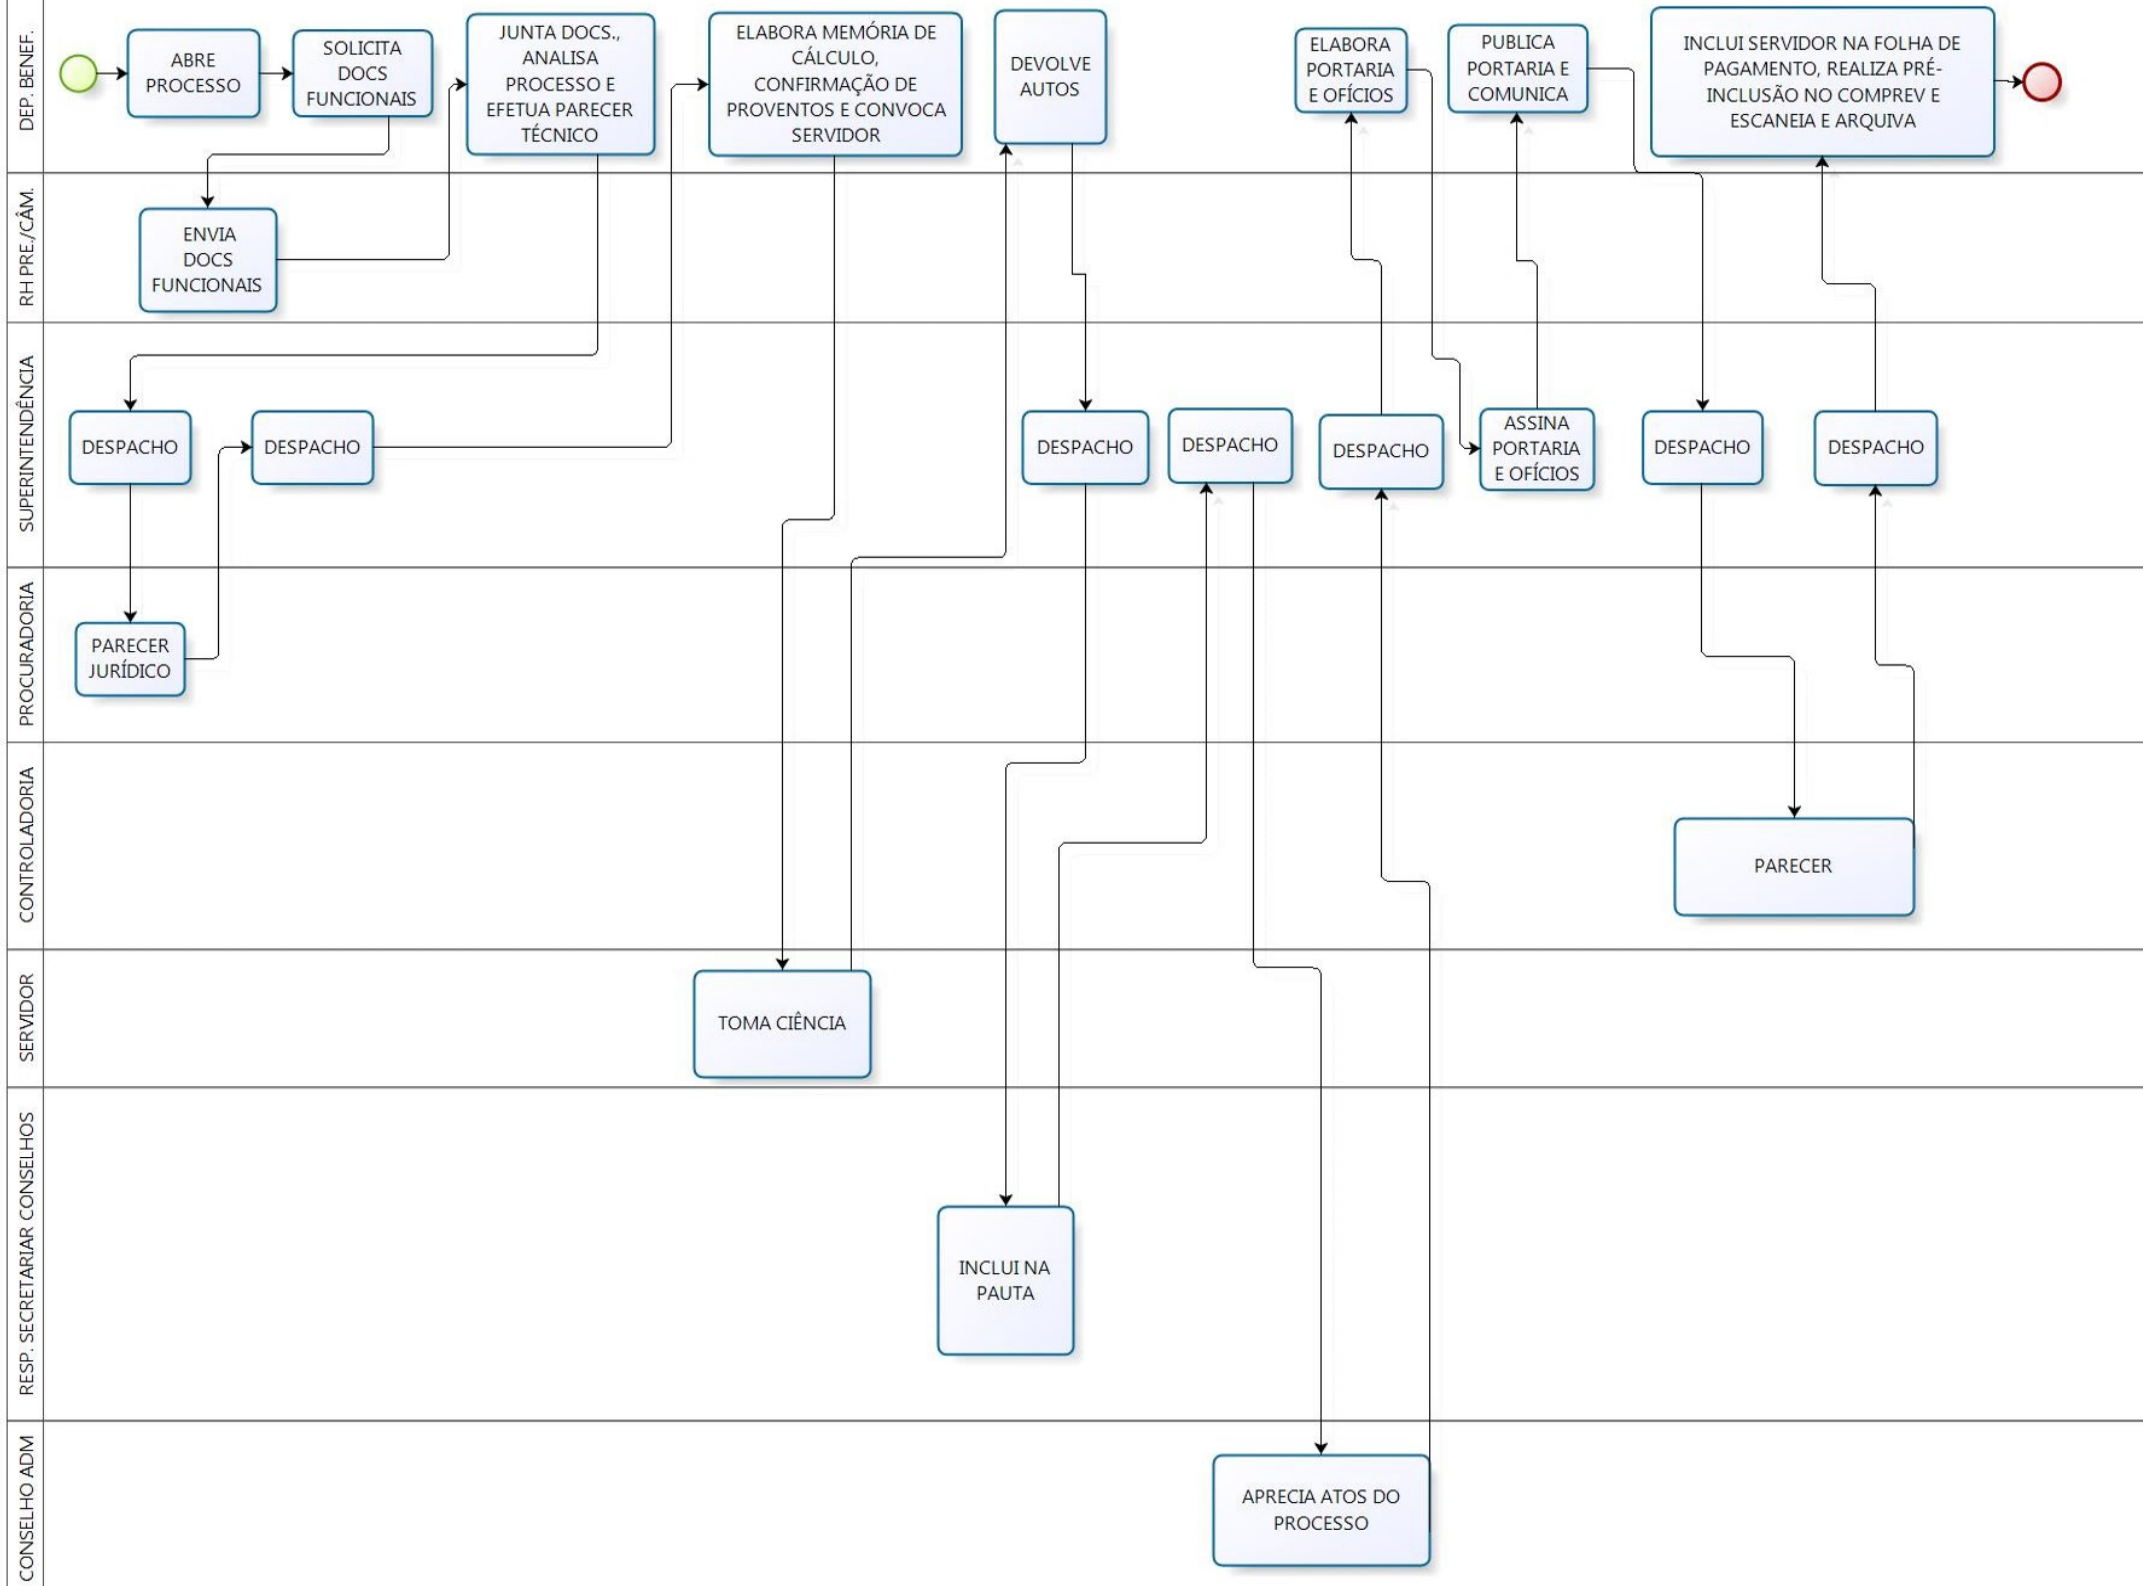 DEP. BENEF.
ABRE
PROCESSO
SOLICITA
DOCS
FUNCIONAIS
JUNTA DOCS.,
ANALISA
PROCESSO E
EFETUA PARECER
TÉCNICO
ELABORA MEMÓRIA DE
CÁLCULO,
CONFIRMAÇÃO DE
PROVENTOS E CONVOCA
SERVIDOR
DEVOLVE
AUTOS
ELABORA
PORTARIA
E OFÍCIOS
PUBLICA
PORTARIA E
COMUNICA
INCLUI SERVIDOR NA FOLHA DE
PAGAMENTO, REALIZA PRÉ-
INCLUSÃO NO COMPREV E
ESCANEIA E ARQUIVA
RH PRE./CÂM.
ENVIA
DOCS
FUNCIONAIS
SUPERINTENDÊNCIA
DESPACHO
DESPACHO
DESPACHO
DESPACHO
DESPACHO
ASSINA
PORTARIA
E OFÍCIOS
DESPACHO
DESPACHO
PROCURADORIA
PARECER
JURÍDICO
CONTROLADORIA
PARECER
SERVIDOR
TOMA CIÊNCIA
RESP. SECRETARIAR CONSELHOS
INCLUI NA
PAUTA
CONSELHO ADM
APRECIA ATOS DO
PROCESSO